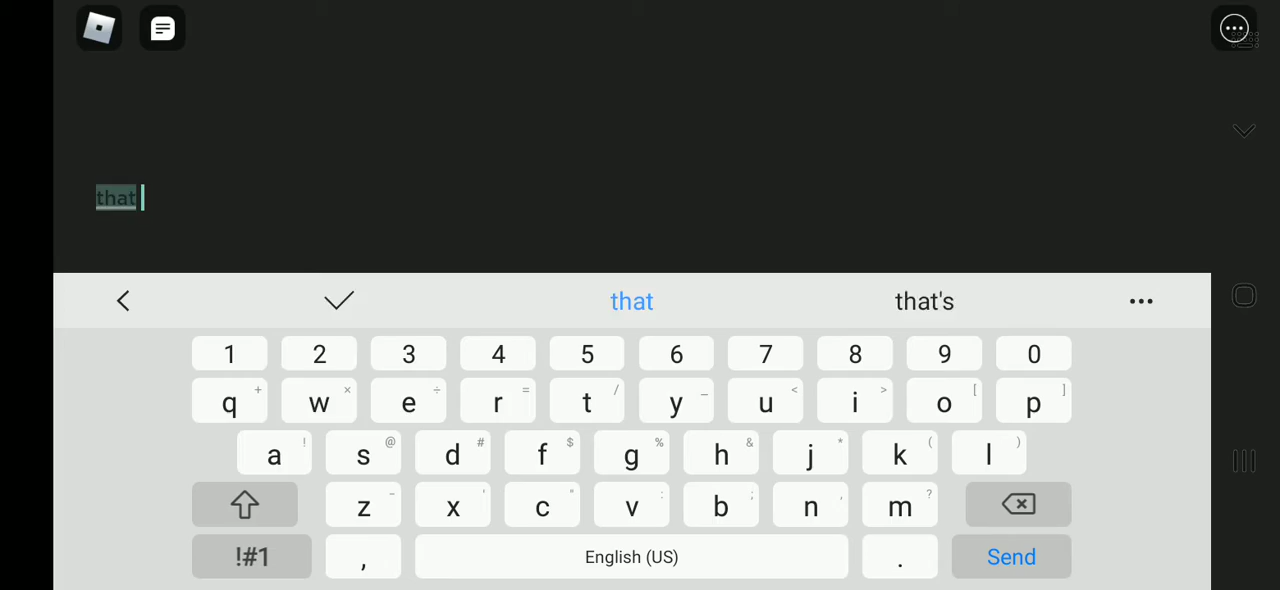 that
that that's
1 2 3 4 5 6 7 8 9 0
q + w × e ÷ r = t / y _ u < i > o [ p ]
a ! s @ d # f $ g % h & j * k ( l )
z - x ' c " v : b ; n , m ?
!#1 , English (US) . Send